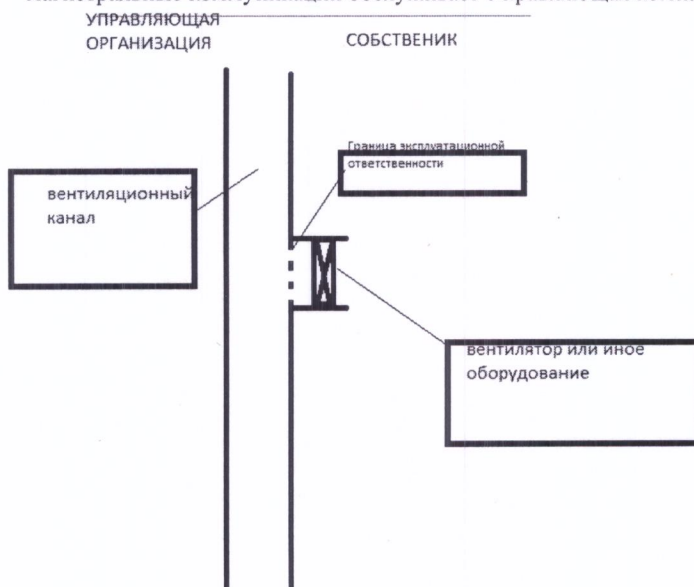 УПРАВЛЯЮЩАЯ
ОРГАНИЗАЦИЯ
СОБСТВЕНИК
Граница эксплуатационной
ответственности
вентиляционный
канал
вентилятор или иное
оборудование